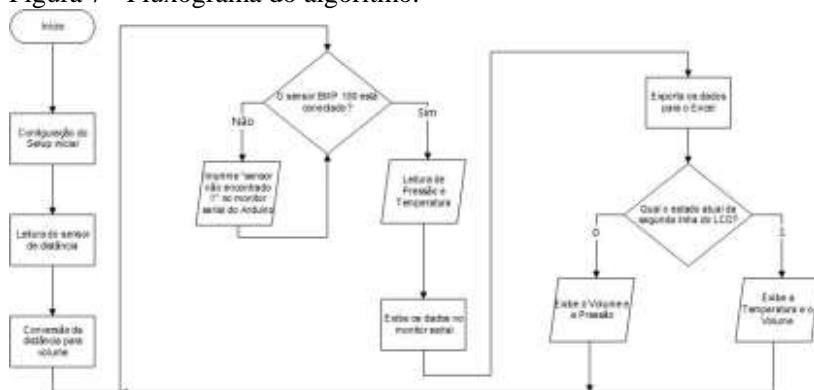 Figura 7 - Fluxograma do algoritmo.
Início
Configuração do
Setup inicial
Leitura do sensor
de distância
Conversão da
distância para
volume
O sensor BMP 180 está
conectado?
Não
Sim
Imprime "sensor
não encontrado
!!" no monitor
serial do Arduino
Leitura de
Pressão e
Temperatura
Exibe os dados no
monitor serial
Exporta os dados
para o Excel
Qual o estado atual da
segunda linha do LCD?
0
1
Exibe o Volume e
a Pressão
Exibe a
Temperatura e o
Volume